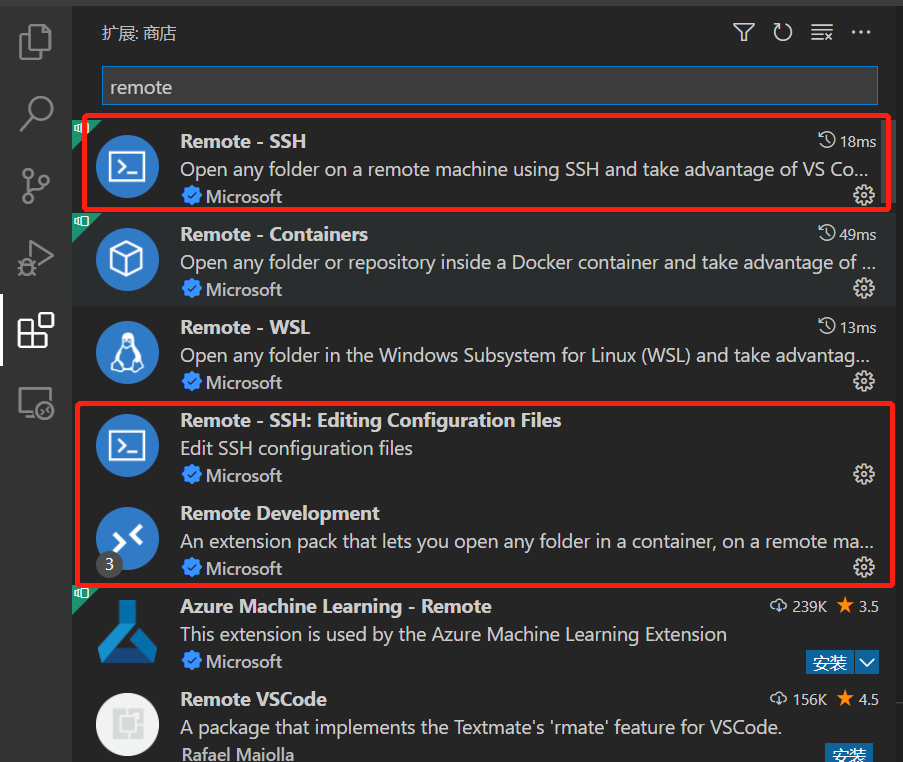 扩展: 商店
remote
Remote - SSH 18ms
Open any folder on a remote machine using SSH and take advantage of VS Co...
Microsoft
Remote - Containers 49ms
Open any folder or repository inside a Docker container and take advantage of ...
Microsoft
Remote - WSL 13ms
Open any folder in the Windows Subsystem for Linux (WSL) and take advantag...
Microsoft
Remote - SSH: Editing Configuration Files
Edit SSH configuration files
Microsoft
Remote Development
An extension pack that lets you open any folder in a container, on a remote ma...
3
Microsoft
Azure Machine Learning - Remote 239K 3.5
This extension is used by the Azure Machine Learning Extension
Microsoft 安装
Remote VSCode 156K 4.5
A package that implements the Textmate's 'rmate' feature for VSCode.
Rafael Maiolla 安装